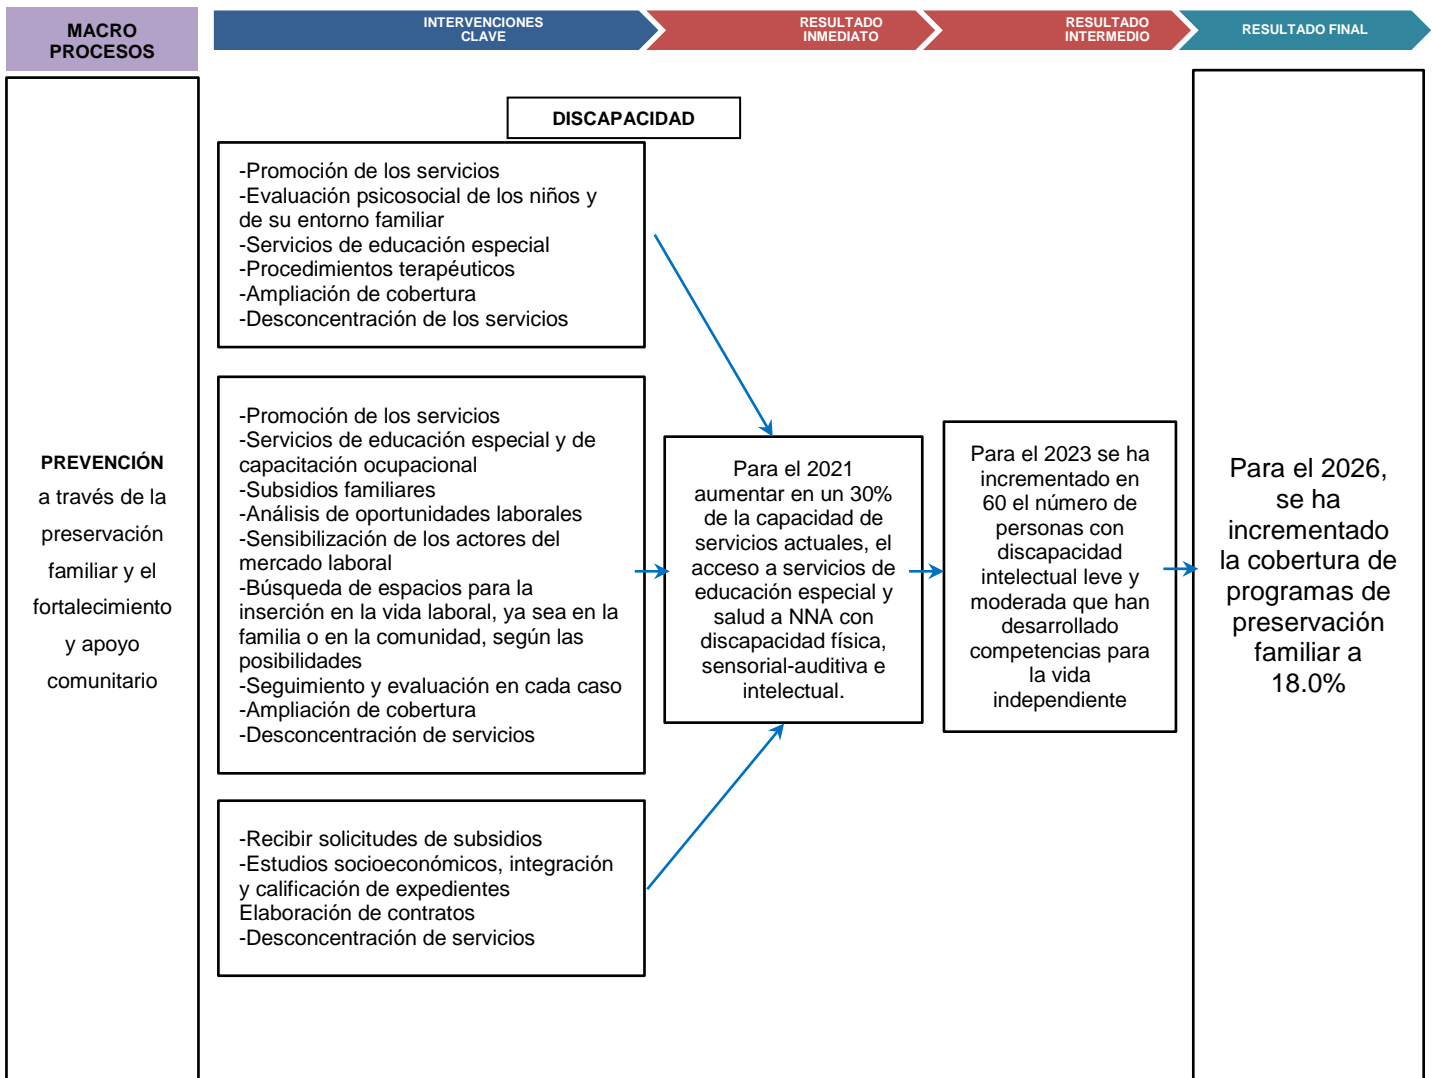 MACRO
PROCESOS
INTERVENCIONES
CLAVE
RESULTADO
INMEDIATO
RESULTADO
INTERMEDIO
RESULTADO FINAL
PREVENCIÓN
a través de la
preservación
familiar y el
fortalecimiento
y apoyo
comunitario
DISCAPACIDAD
-Promoción de los servicios
-Evaluación psicosocial de los niños y
de su entorno familiar
-Servicios de educación especial
-Procedimientos terapéuticos
-Ampliación de cobertura
-Desconcentración de los servicios
-Promoción de los servicios
-Servicios de educación especial y de
capacitación ocupacional
-Subsidios familiares
-Análisis de oportunidades laborales
-Sensibilización de los actores del
mercado laboral
-Búsqueda de espacios para la
inserción en la vida laboral, ya sea en la
familia o en la comunidad, según las
posibilidades
-Seguimiento y evaluación en cada caso
-Ampliación de cobertura
-Desconcentración de servicios
-Recibir solicitudes de subsidios
-Estudios socioeconómicos, integración
y calificación de expedientes
Elaboración de contratos
-Desconcentración de servicios
Para el 2021
aumentar en un 30%
de la capacidad de
servicios actuales, el
acceso a servicios de
educación especial y
salud a NNA con
discapacidad física,
sensorial-auditiva e
intelectual.
Para el 2023 se ha
incrementado en
60 el número de
personas con
discapacidad
intelectual leve y
moderada que han
desarrollado
competencias para
la vida
independiente
Para el 2026,
se ha
incrementado
la cobertura de
programas de
preservación
familiar a
18.0%